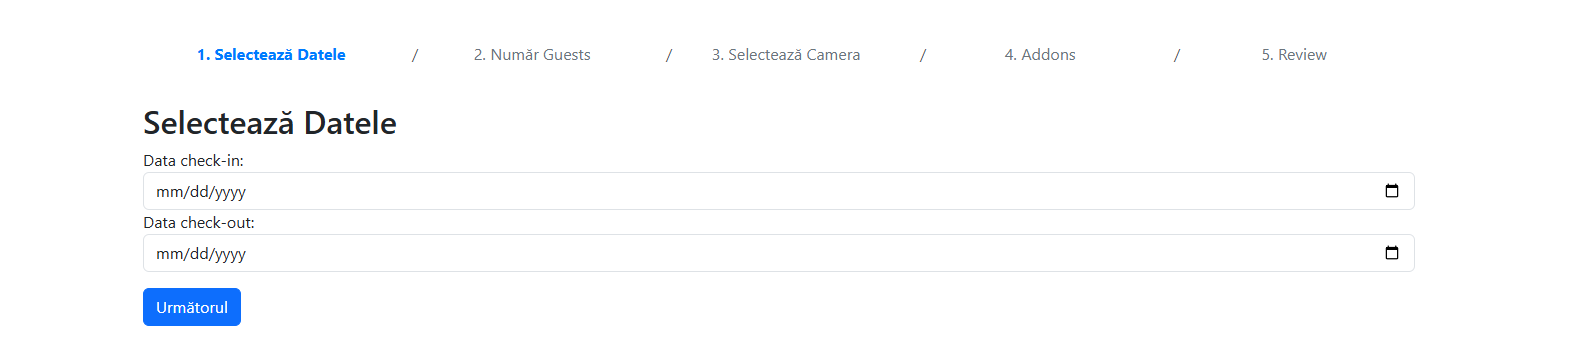 1. Selectează Datele / 2. Număr Guests / 3. Selectează Camera / 4. Addons / 5. Review
Selectează Datele
Data check-in:
mm/dd/yyyy
Data check-out:
mm/dd/yyyy
Următorul